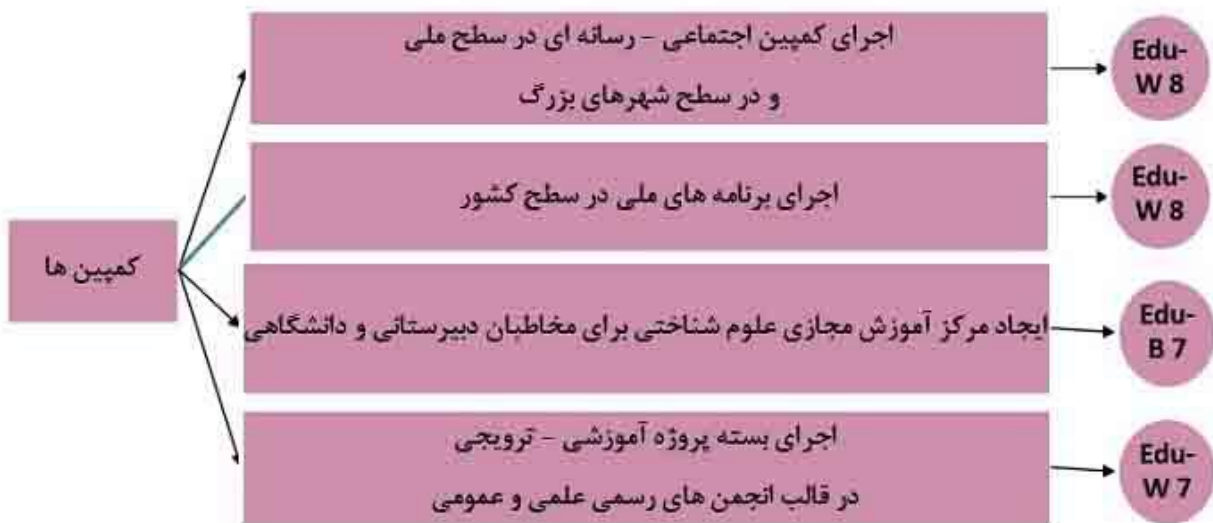 کمپین ها
اجرای کمپین اجتماعی - رسانه ای در سطح ملی
و در سطح شهرهای بزرگ
Edu-
W 8
اجرای برنامه های ملی در سطح کشور
Edu-
W 8
ایجاد مرکز آموزش مجازی علوم شناختی برای مخاطبان دبیرستانی و دانشگاهی
Edu-
B 7
اجرای بسته پروژه آموزشی - ترویجی
در قالب انجمن های رسمی علمی و عمومی
Edu-
W 7